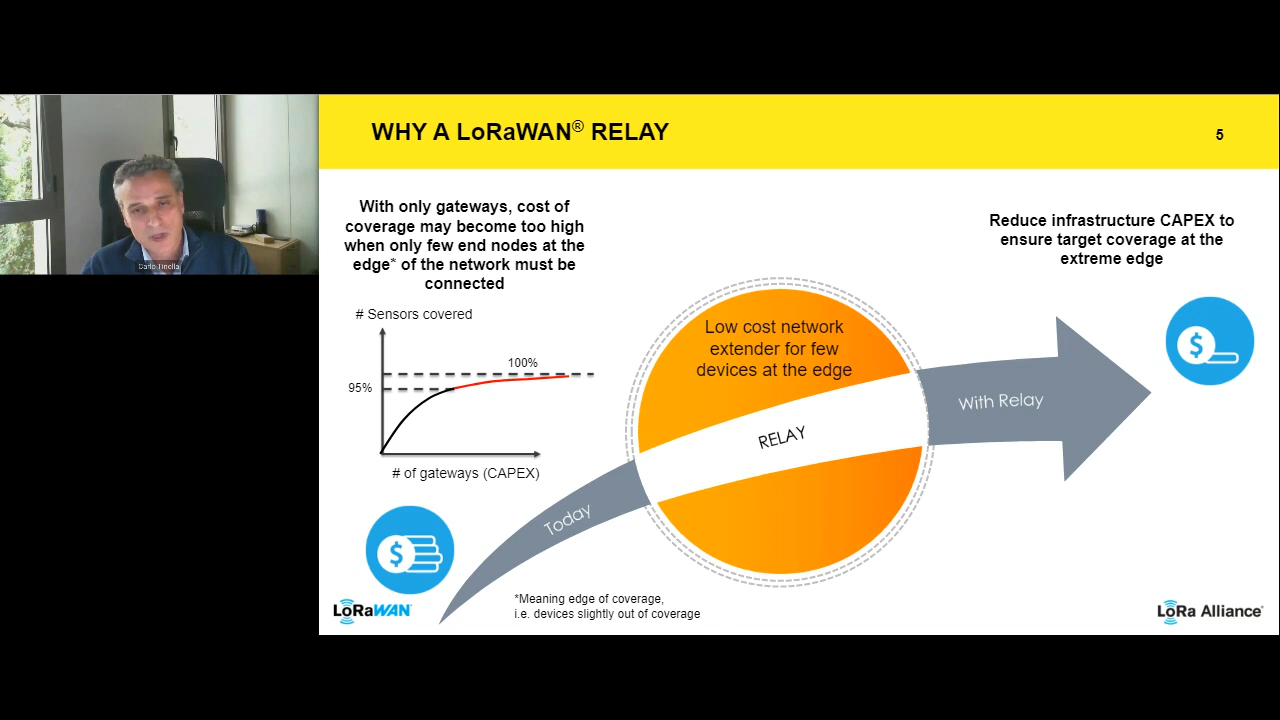 WHY A LoRaWAN® RELAY
5
With only gateways, cost of
coverage may become too high
when only few end nodes at the
edge* of the network must be
connected
# Sensors covered
100%
95%
# of gateways (CAPEX)
Low cost network
extender for few
devices at the edge
RELAY
Today
With Relay
Reduce infrastructure CAPEX to
ensure target coverage at the
extreme edge
$
$
*Meaning edge of coverage,
i.e. devices slightly out of coverage
LoRaWAN®
LoRa Alliance®
Carlo Tinella